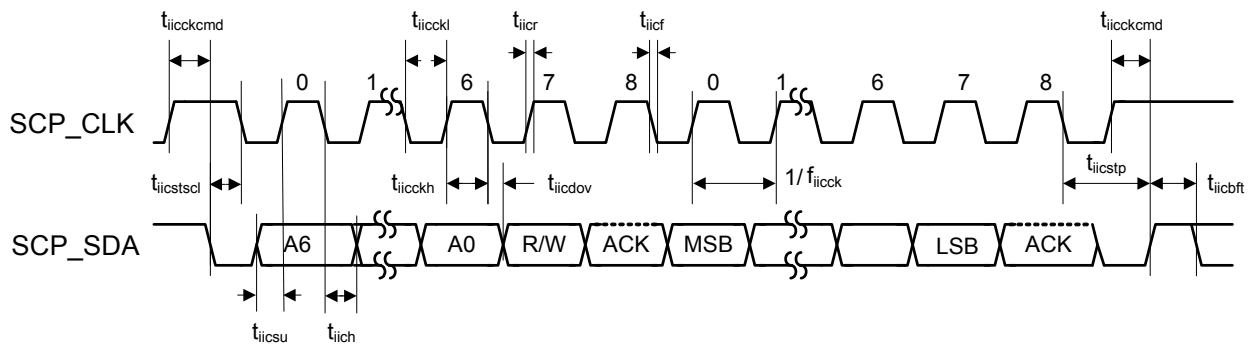 t_iicckcmd t_iicckl t_iicr t_iicf t_iicckcmd
0 1 6 7 8 0 1 6 7 8
SCP_CLK
t_iicstscl t_iicckh t_iicdov 1/ f_iicck t_iicstp t_iicbft
SCP_SDA A6 A0 R/W ACK MSB LSB ACK
t_iicsu t_iich